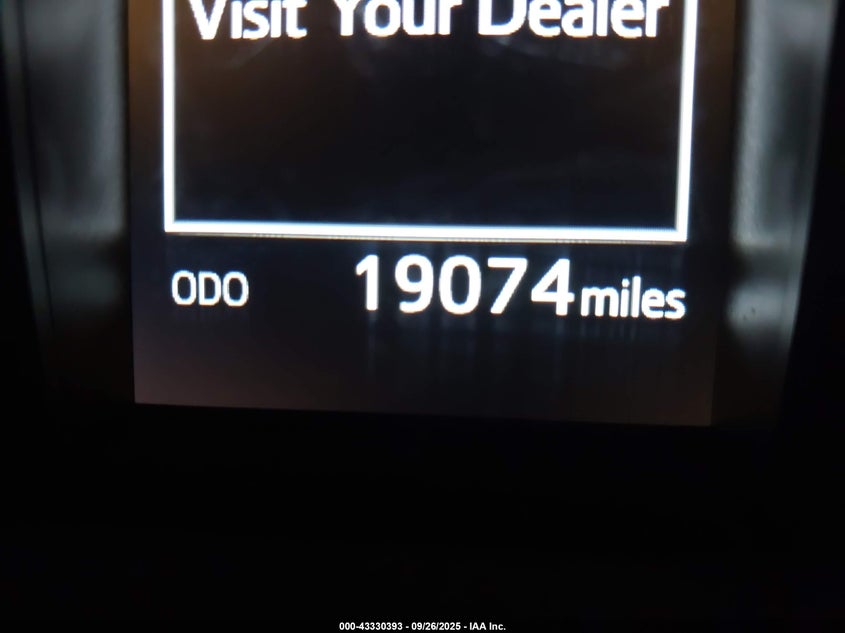 Visit Your Dealer
ODO 19074 miles
000-43330393 - 09/26/2025 - IAA Inc.